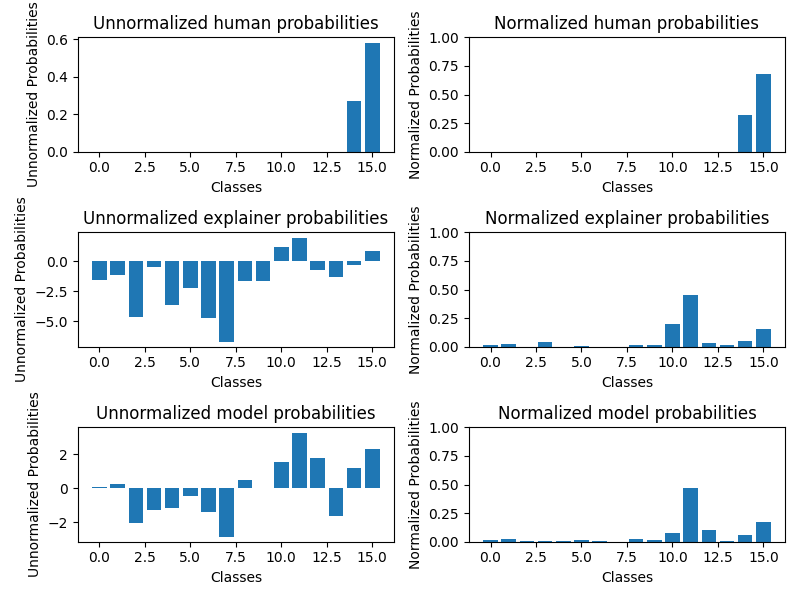 Unnormalized human probabilities
Unnormalized Probabilities
0.6
0.4
0.2
0.0
0.0 2.5 5.0 7.5 10.0 12.5 15.0
Classes
Normalized human probabilities
Normalized Probabilities
1.00
0.75
0.50
0.25
0.00
0.0 2.5 5.0 7.5 10.0 12.5 15.0
Classes
Unnormalized explainer probabilities
Unnormalized Probabilities
0.0
−2.5
−5.0
0.0 2.5 5.0 7.5 10.0 12.5 15.0
Classes
Normalized explainer probabilities
Normalized Probabilities
1.00
0.75
0.50
0.25
0.00
0.0 2.5 5.0 7.5 10.0 12.5 15.0
Classes
Unnormalized model probabilities
Unnormalized Probabilities
2
0
−2
0.0 2.5 5.0 7.5 10.0 12.5 15.0
Classes
Normalized model probabilities
Normalized Probabilities
1.00
0.75
0.50
0.25
0.00
0.0 2.5 5.0 7.5 10.0 12.5 15.0
Classes